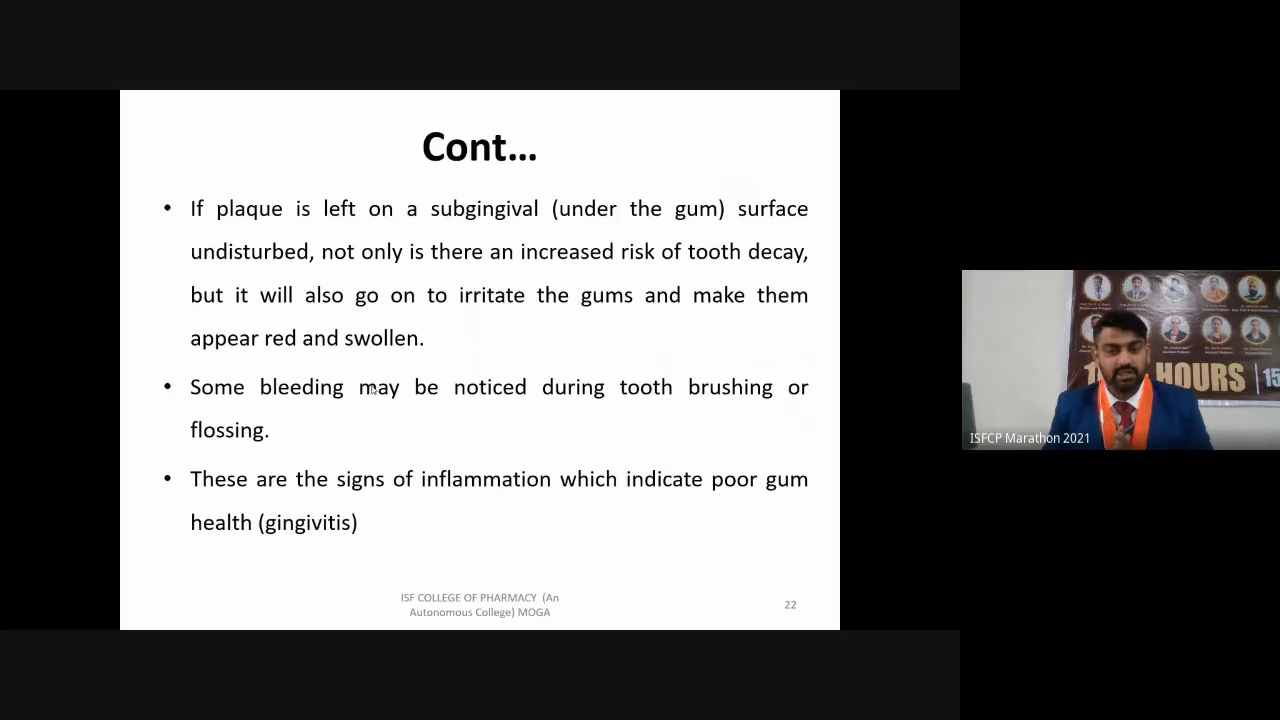 Cont...
• If plaque is left on a subgingival (under the gum) surface
undisturbed, not only is there an increased risk of tooth decay,
but it will also go on to irritate the gums and make them
appear red and swollen.
• Some bleeding may be noticed during tooth brushing or
flossing.
• These are the signs of inflammation which indicate poor gum
health (gingivitis)
ISF COLLEGE OF PHARMACY (An
Autonomous College) MOGA
22
HOURS | 15
ISFCP Marathon 2021